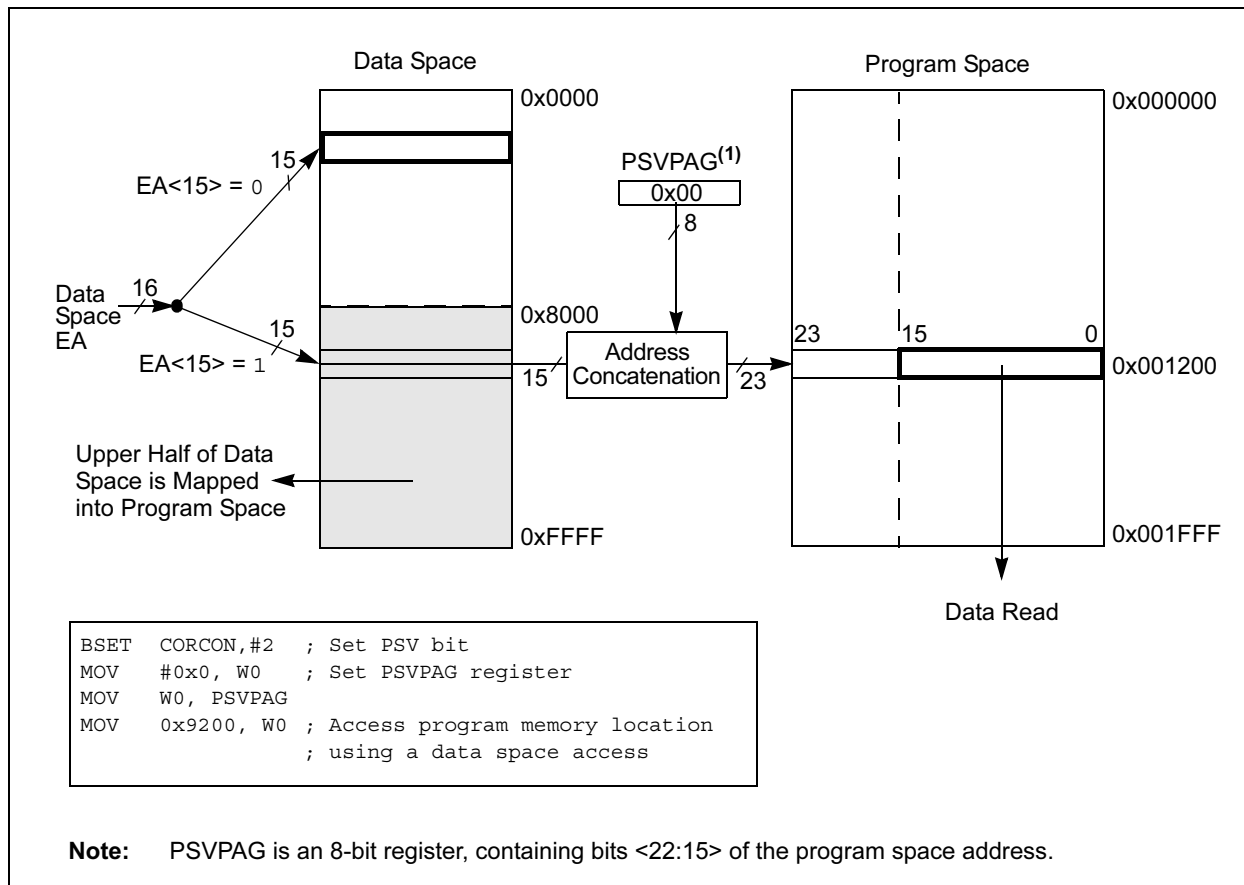 Data Space
Program Space
0x0000
0x000000
15
PSVPAG(1)
EA<15> = 0
0x00
8
16
Data
Space
EA
0x8000
15
EA<15> = 1
15
Address
Concatenation
23
23 15 0
0x001200
Upper Half of Data
Space is Mapped
into Program Space
0xFFFF
0x001FFF
Data Read
BSET CORCON,#2 ; Set PSV bit
MOV #0x0, W0 ; Set PSVPAG register
MOV W0, PSVPAG
MOV 0x9200, W0 ; Access program memory location
; using a data space access
Note: PSVPAG is an 8-bit register, containing bits <22:15> of the program space address.